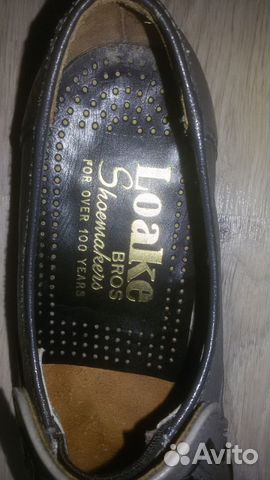 Loake
BROS
Shoemakers
FOR OVER 100 YEARS
Avito